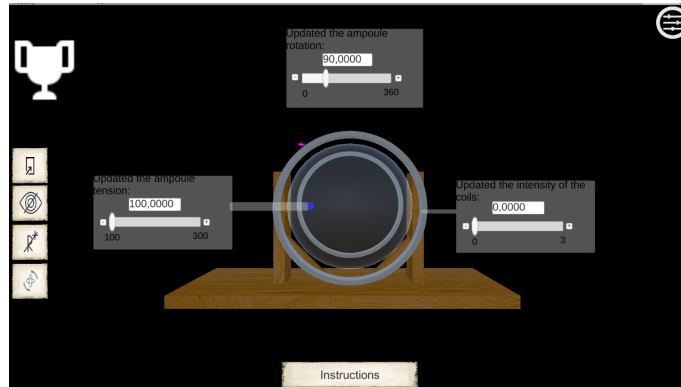 Updated the ampoule
rotation:
90,0000
0
360
Updated the ampoule
tension:
100,0000
100
300
Updated the intensity of the
coils:
0,0000
0
3
Instructions